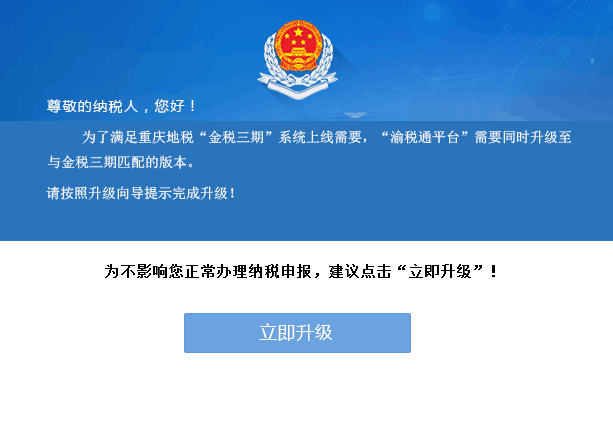 尊敬的纳税人，您好！
为了满足重庆地税“金税三期”系统上线需要，“渝税通平台”需要同时升级至
与金税三期匹配的版本。
请按照升级向导提示完成升级！
为不影响您正常办理纳税申报，建议点击“立即升级”！
立即升级